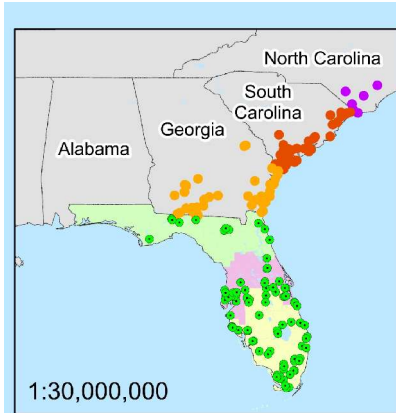 North Carolina
South
Carolina
Georgia
Alabama
1:30,000,000